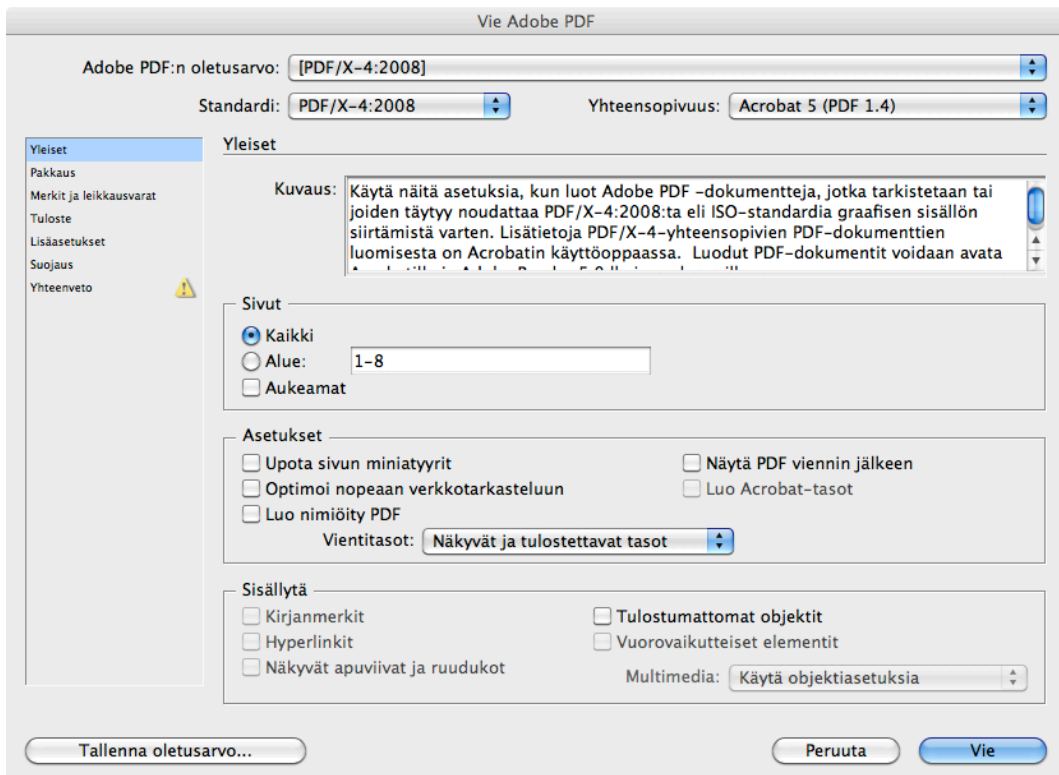 Vie Adobe PDF
Adobe PDF:n oletusarvo: [PDF/X-4:2008]
Standardi: PDF/X-4:2008 Yhteensopivuus: Acrobat 5 (PDF 1.4)
Yleiset
Pakkaus
Merkit ja leikkausvarat
Tuloste
Lisäasetukset
Suojaus
Yhteenveto
Yleiset
Kuvaus: Käytä näitä asetuksia, kun luot Adobe PDF -dokumentteja, jotka tarkistetaan tai
joiden täytyy noudattaa PDF/X-4:2008:ta eli ISO-standardia graafisen sisällön
siirtämistä varten. Lisätietoja PDF/X-4-yhteensopivien PDF-dokumenttien
luomisesta on Acrobatin käyttöoppaassa. Luodut PDF-dokumentit voidaan avata
Sivut
Kaikki
Alue: 1-8
Aukeamat
Asetukset
Upota sivun miniatyyrit Näytä PDF viennin jälkeen
Optimoi nopeaan verkkotarkasteluun Luo Acrobat-tasot
Luo nimiöity PDF
Vientitasot: Näkyvät ja tulostettavat tasot
Sisällytä
Kirjanmerkit Tulostumattomat objektit
Hyperlinkit Vuorovaikutteiset elementit
Näkyvät apuviivat ja ruudukot Multimedia: Käytä objektiasetuksia
Tallenna oletusarvo... Peruuta Vie